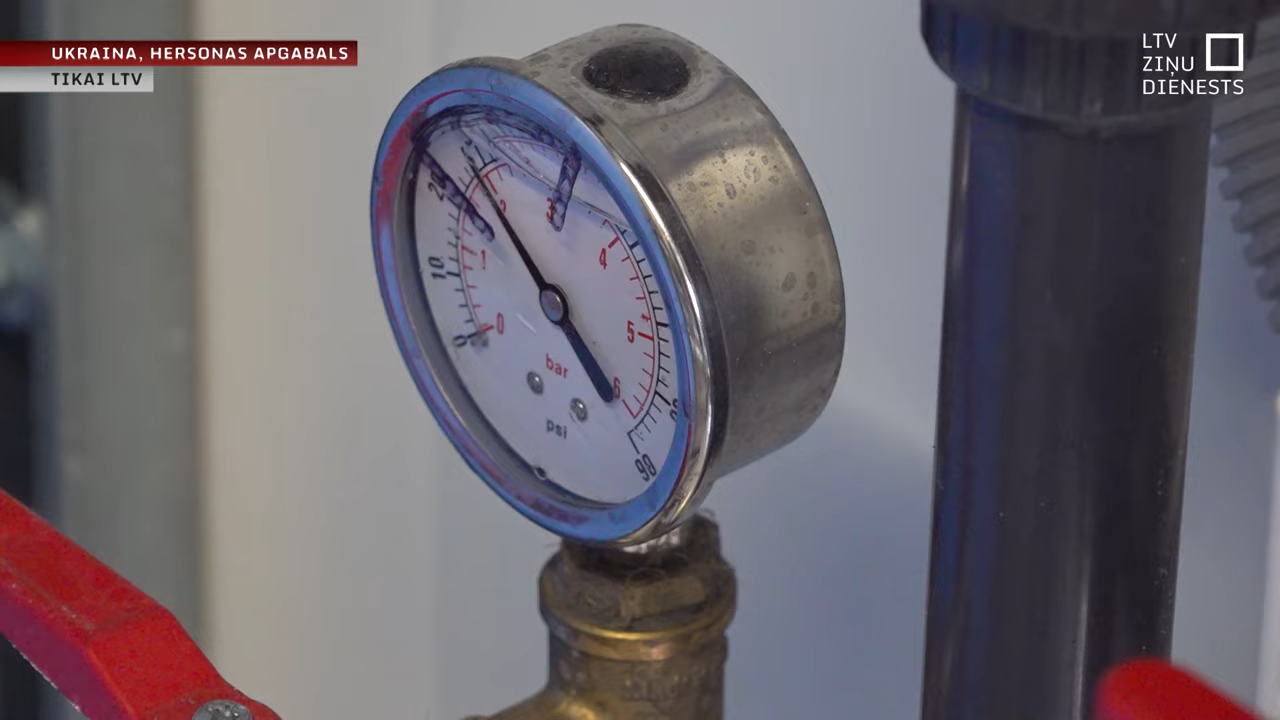 UKRAINA, HERSONAS APGABALS
TIKAI LTV
LTV
ZIŅU
DIENESTS
20
2
3
4
10
1
0
0
5
bar
6
psi
90